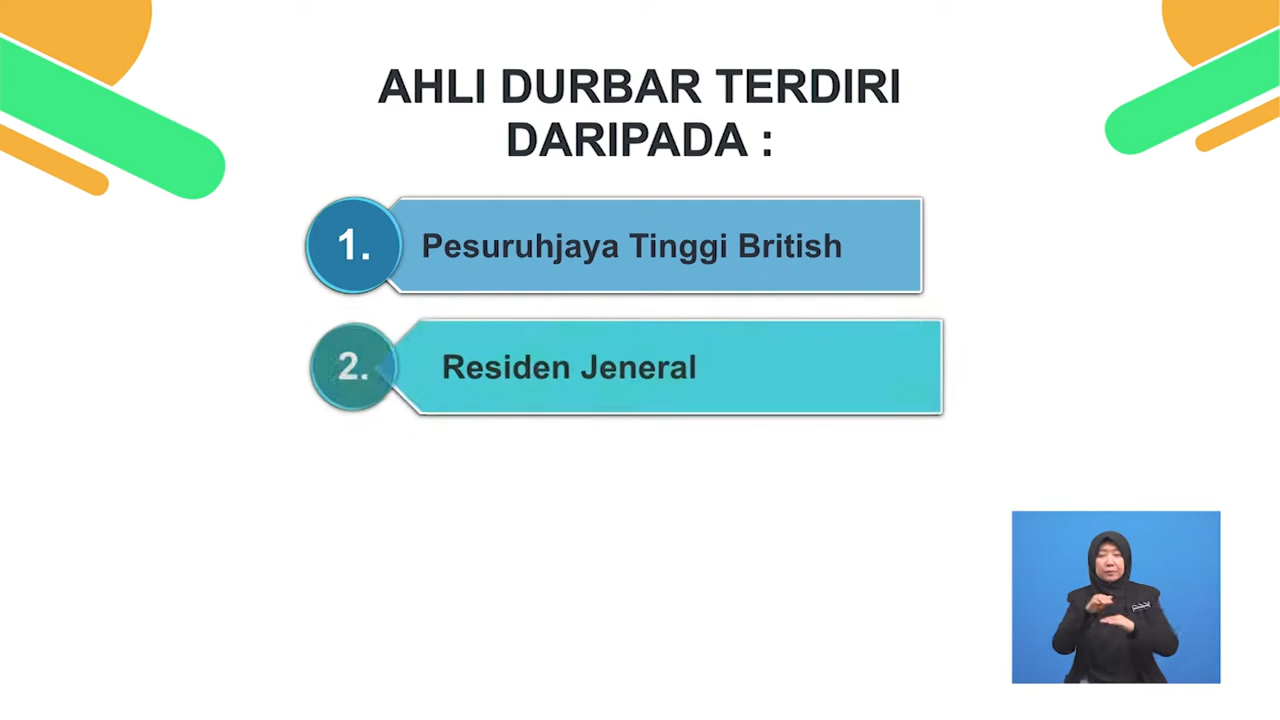 AHLI DURBAR TERDIRI
DARIPADA :
1. Pesuruhjaya Tinggi British
2. Residen Jeneral